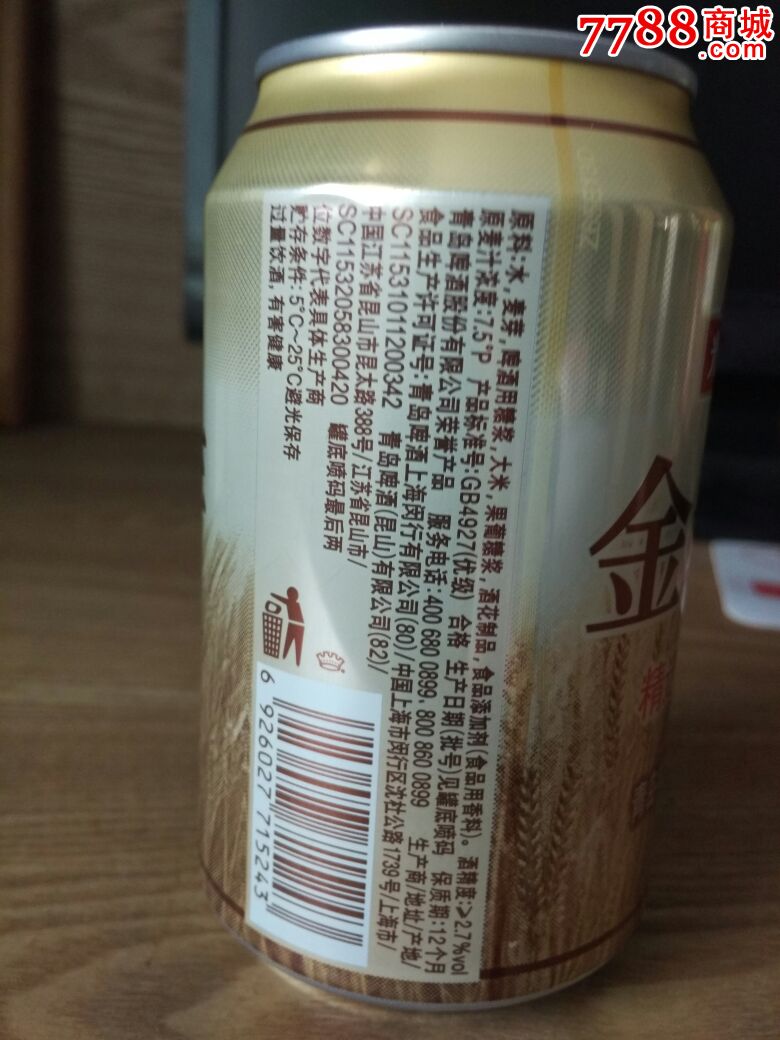 7788商城
.com
原料:水,麦芽,啤酒用糖浆,大米,果葡糖浆,酒花制品,食品添加剂(食品用香料)。酒精度:≥2.7%vol
原麦汁浓度:7.5°P 产品标准号:GB4927(优级) 合格 生产日期(批号)见罐底喷码 保质期:12个月
青岛啤酒股份有限公司荣誉产品 服务电话:400 680 0899、800 860 0899 生产商/地址/产地/
食品生产许可证号:青岛啤酒上海闵行有限公司(80)/中国上海市闵行区沈杜公路1739号/上海市/
SC11531011200342 青岛啤酒(昆山)有限公司(82)/
中国江苏省昆山市昆太路388号/江苏省昆山市/
SC11532058300420 罐底喷码最后两
位数字代表具体生产商
贮存条件:5°C~25°C避光保存
过量饮酒,有害健康
6 926027 715243
金
精